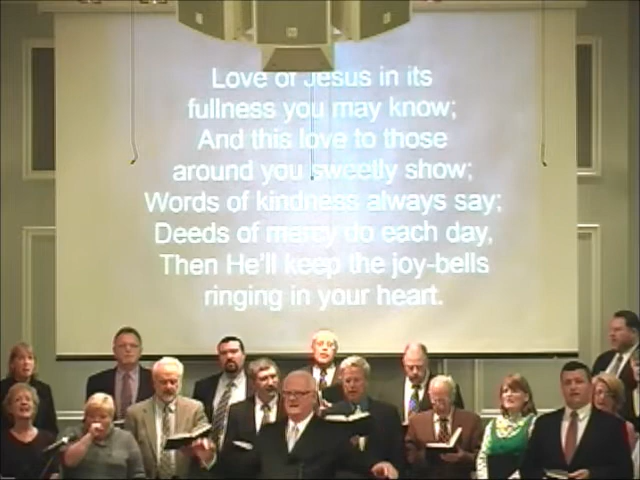 Love of Jesus in its
fullness you may know;
And this love to those
around you sweetly show;
Words of kindness always say;
Deeds of mercy do each day,
Then He'll keep the joy-bells
ringing in your heart.